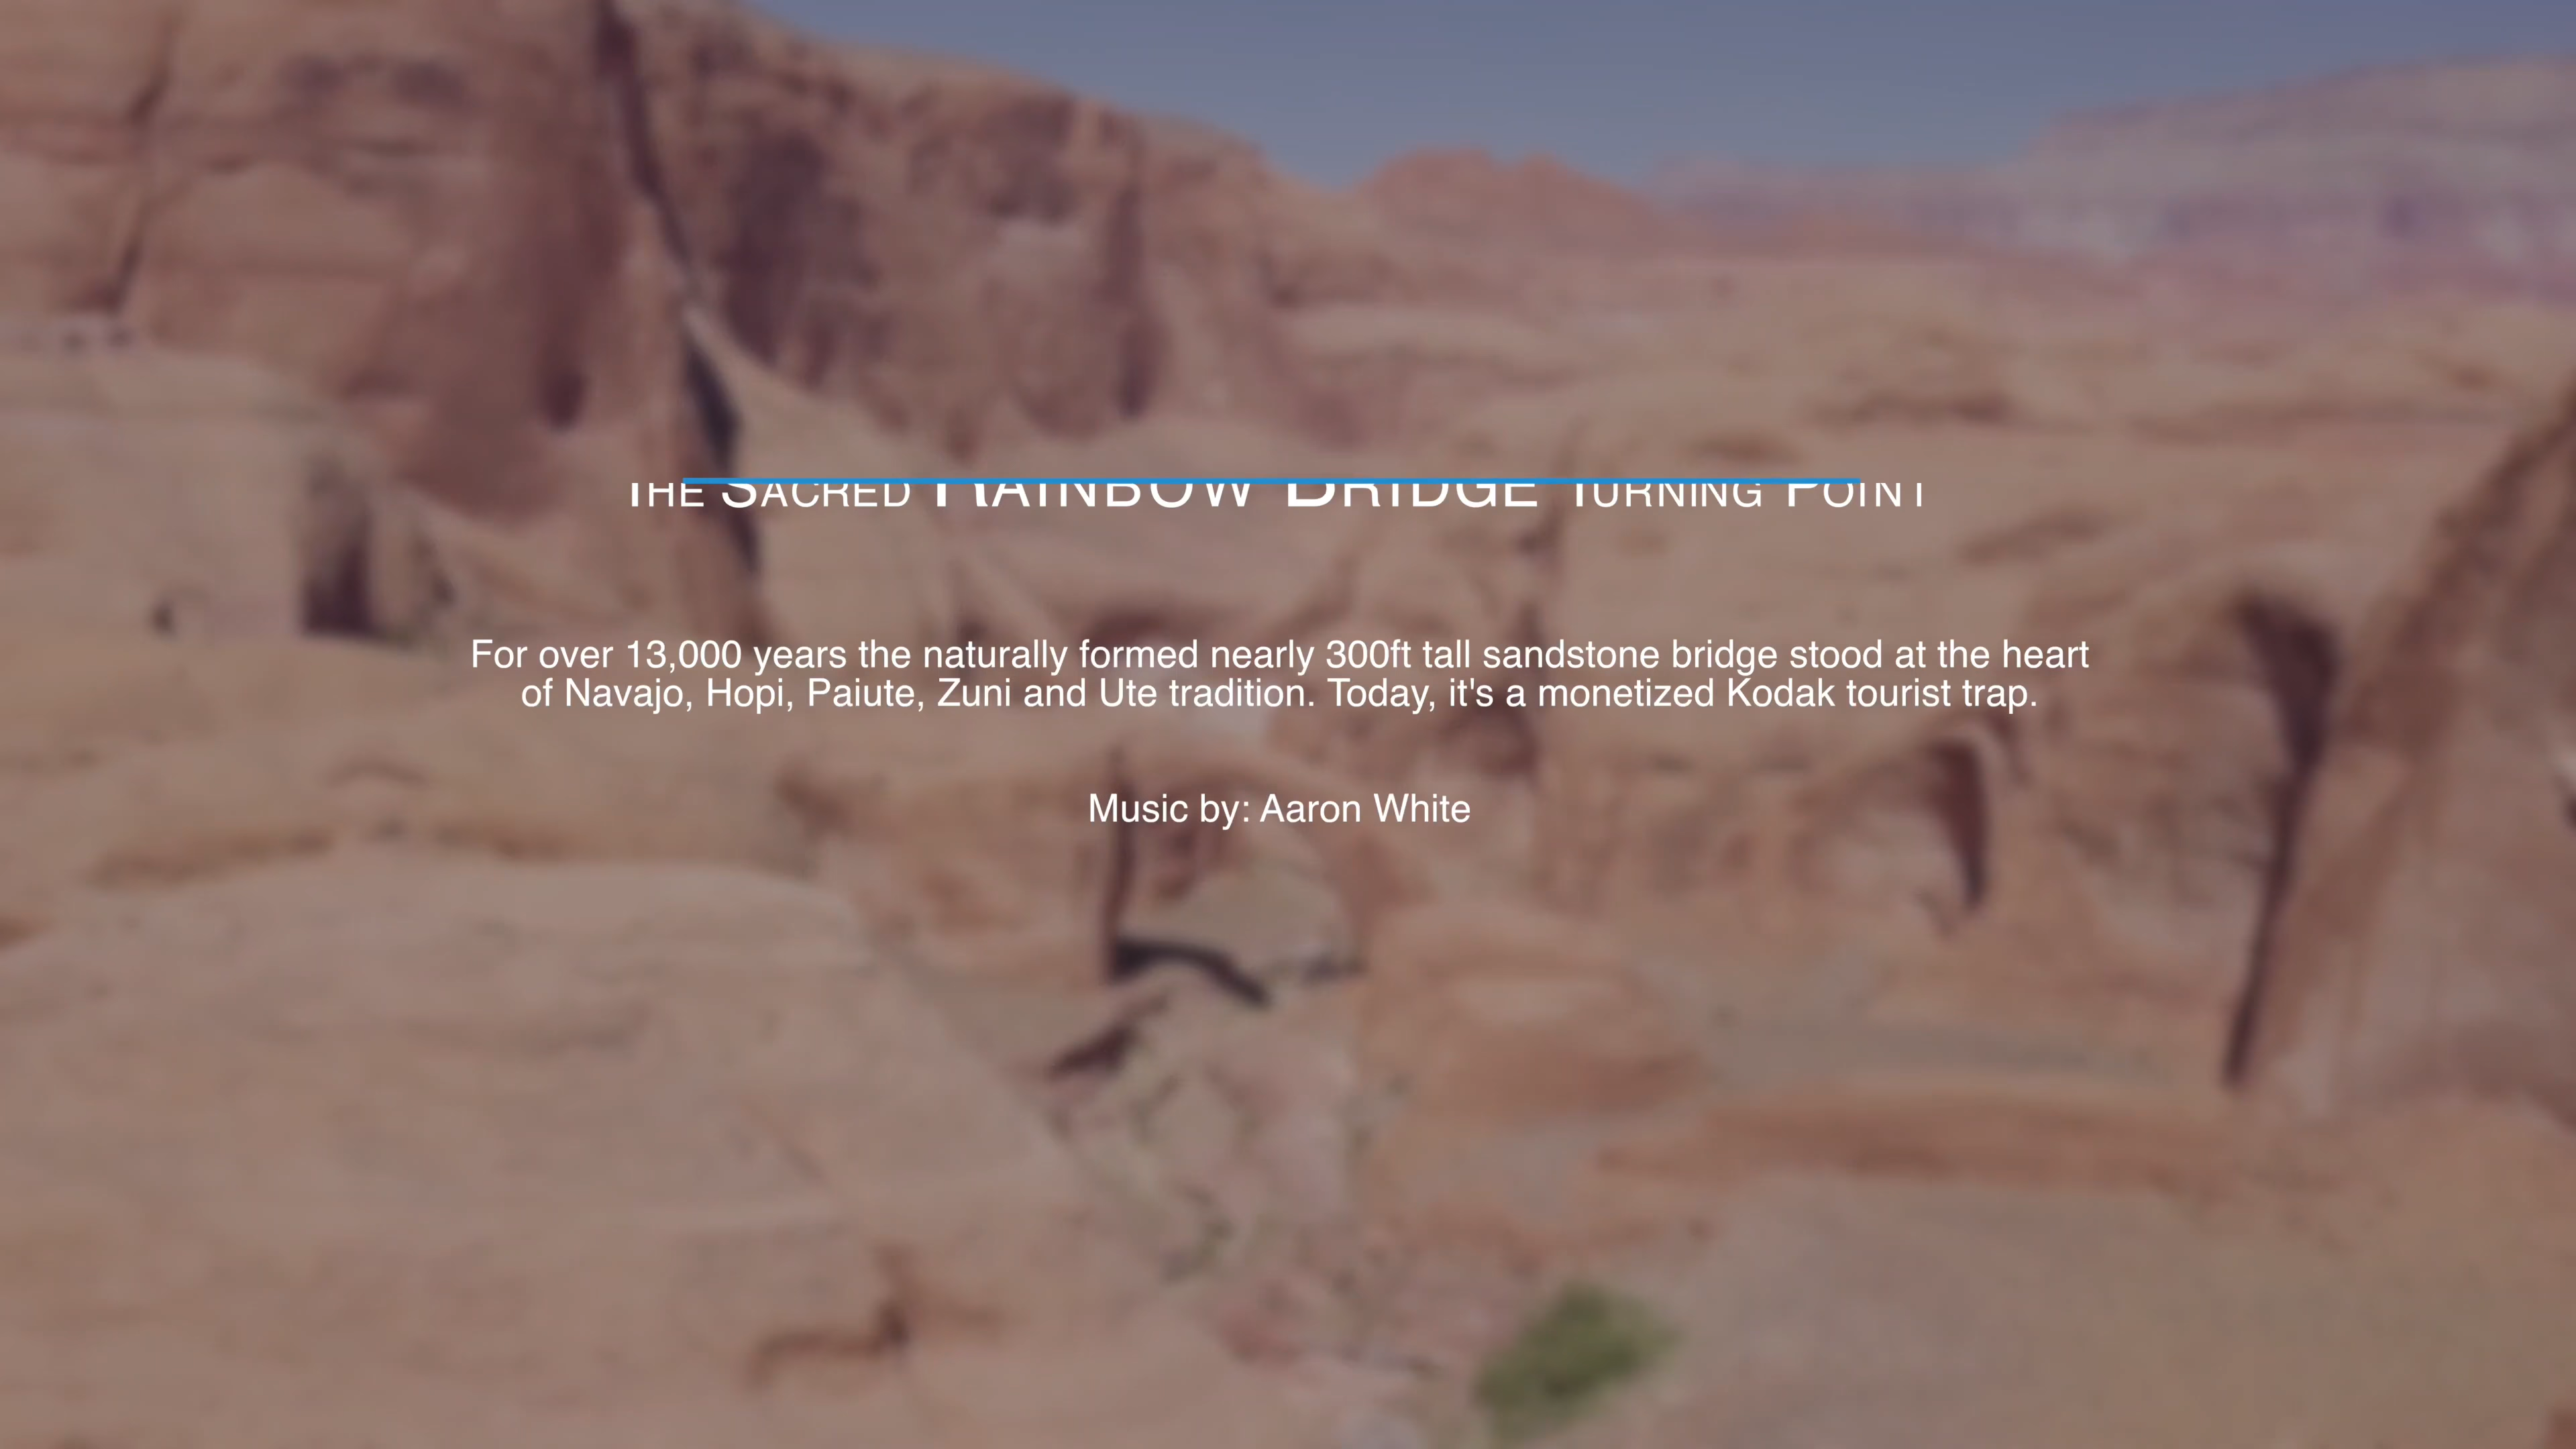 The Sacred Rainbow Bridge Turning Point
For over 13,000 years the naturally formed nearly 300ft tall sandstone bridge stood at the heart
of Navajo, Hopi, Paiute, Zuni and Ute tradition. Today, it's a monetized Kodak tourist trap.
Music by: Aaron White